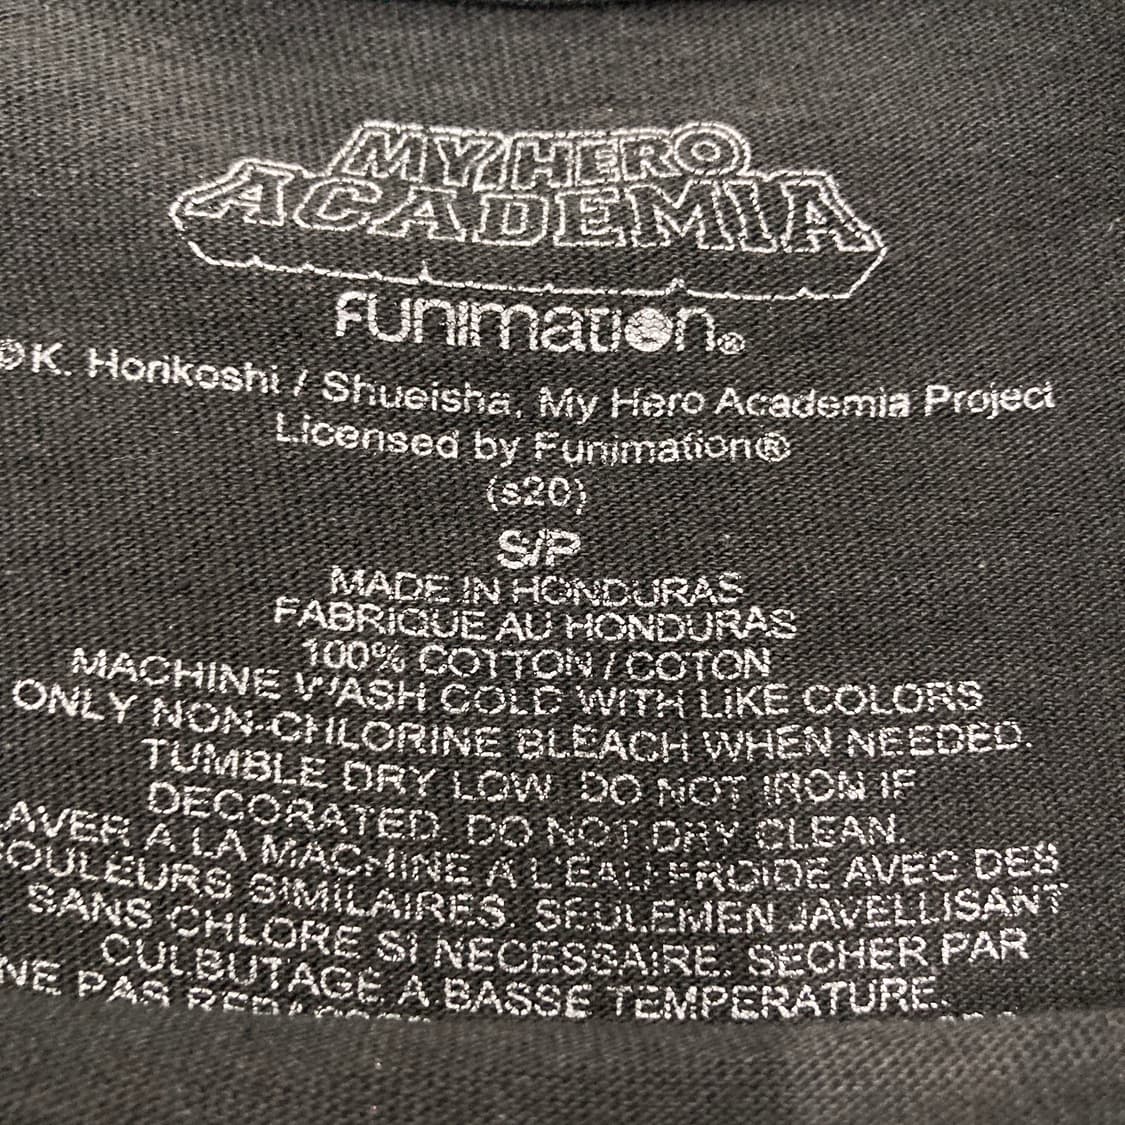 MY HERO
ACADEMIA
FUNIMATION®
©K. Horikoshi / Shueisha, My Hero Academia Project
Licensed by Funimation®
(s20)
S/P
MADE IN HONDURAS
FABRIQUE AU HONDURAS
100% COTTON / COTON
MACHINE WASH COLD WITH LIKE COLORS
ONLY NON-CHLORINE BLEACH WHEN NEEDED.
TUMBLE DRY LOW. DO NOT IRON IF
DECORATED. DO NOT DRY CLEAN.
AVER A LA MACHINE A L'EAU FROIDE AVEC DES
OULEURS SIMILAIRES. SEULEMEN JAVELLISANT
SANS CHLORE SI NECESSAIRE. SECHER PAR
CULBUTAGE A BASSE TEMPERATURE.
NE PAS